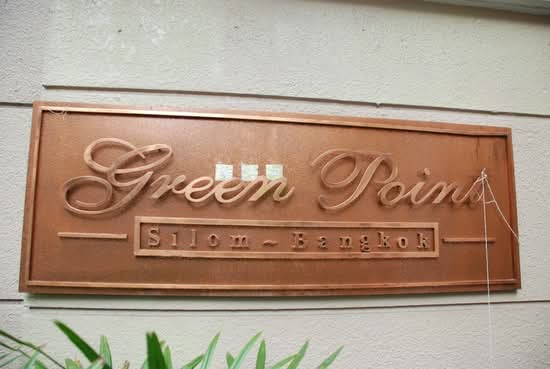 Green Point
Silom ~ Bangkok